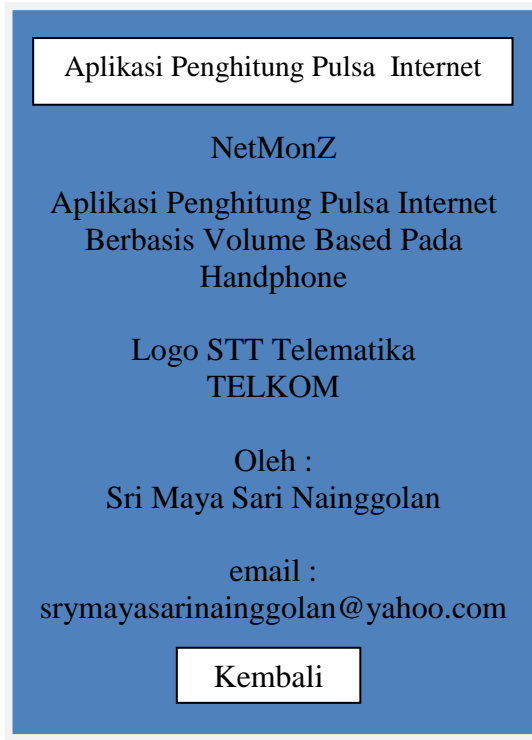 Aplikasi Penghitung Pulsa Internet
NetMonZ
Aplikasi Penghitung Pulsa Internet
Berbasis Volume Based Pada
Handphone
Logo STT Telematika
TELKOM
Oleh :
Sri Maya Sari Nainggolan
email :
srymayasarinainggolan@yahoo.com
Kembali